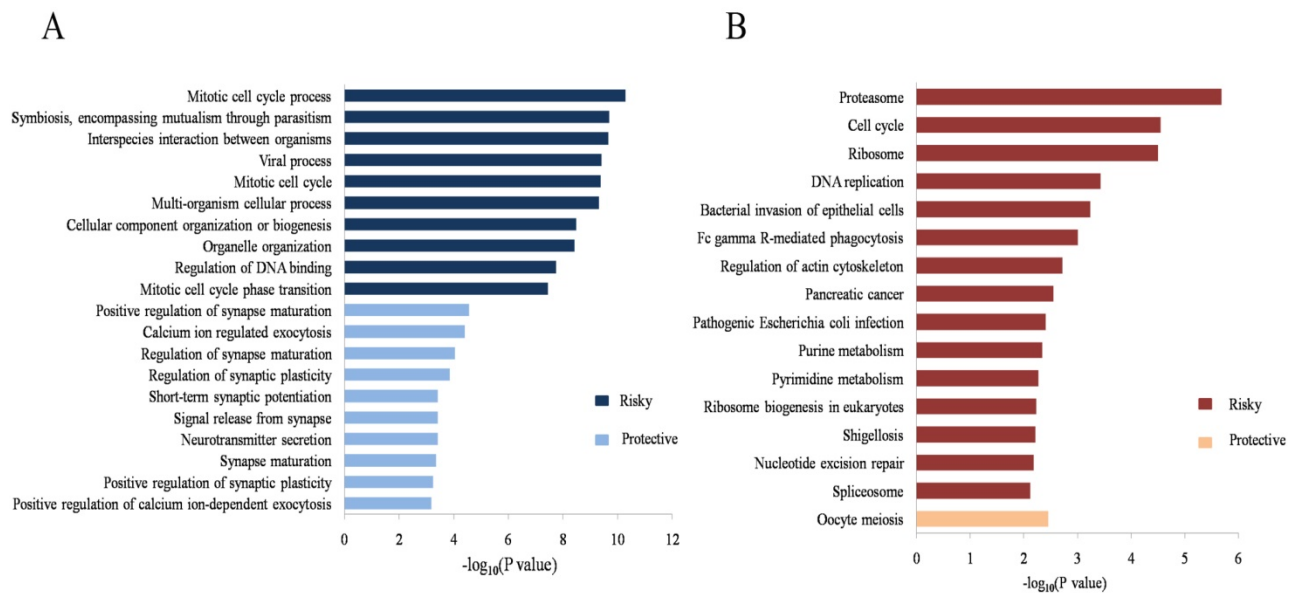 A
Mitotic cell cycle process
Symbiosis, encompassing mutualism through parasitism
Interspecies interaction between organisms
Viral process
Mitotic cell cycle
Multi-organism cellular process
Cellular component organization or biogenesis
Organelle organization
Regulation of DNA binding
Mitotic cell cycle phase transition
Positive regulation of synapse maturation
Calcium ion regulated exocytosis
Regulation of synapse maturation
Regulation of synaptic plasticity
Short-term synaptic potentiation
Signal release from synapse
Neurotransmitter secretion
Synapse maturation
Positive regulation of synaptic plasticity
Positive regulation of calcium ion-dependent exocytosis
Risky
Protective
0 2 4 6 8 10 12
-log₁₀(P value)
B
Proteasome
Cell cycle
Ribosome
DNA replication
Bacterial invasion of epithelial cells
Fc gamma R-mediated phagocytosis
Regulation of actin cytoskeleton
Pancreatic cancer
Pathogenic Escherichia coli infection
Purine metabolism
Pyrimidine metabolism
Ribosome biogenesis in eukaryotes
Shigellosis
Nucleotide excision repair
Spliceosome
Oocyte meiosis
Risky
Protective
0 1 2 3 4 5 6
-log₁₀(P value)